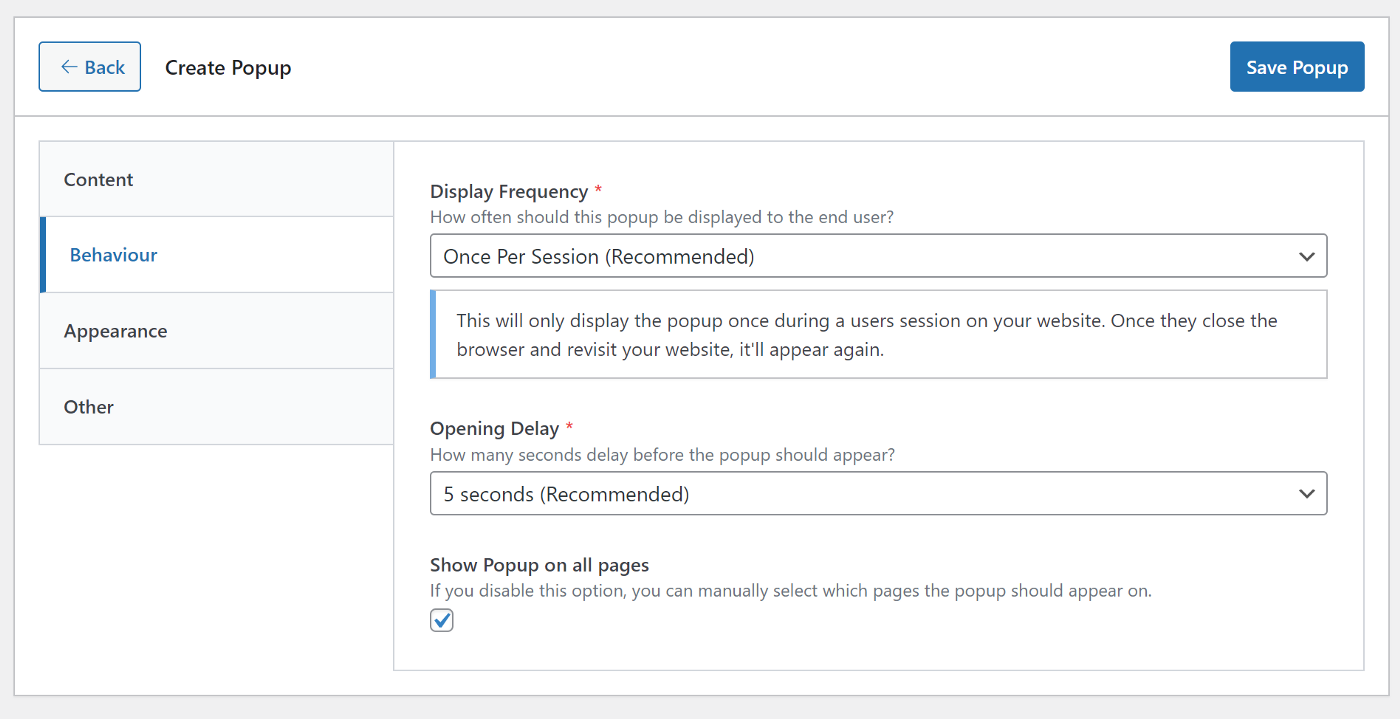 ← Back
Create Popup
Save Popup
Content
Behaviour
Appearance
Other
Display Frequency *
How often should this popup be displayed to the end user?
Once Per Session (Recommended)
This will only display the popup once during a users session on your website. Once they close the
browser and revisit your website, it'll appear again.
Opening Delay *
How many seconds delay before the popup should appear?
5 seconds (Recommended)
Show Popup on all pages
If you disable this option, you can manually select which pages the popup should appear on.